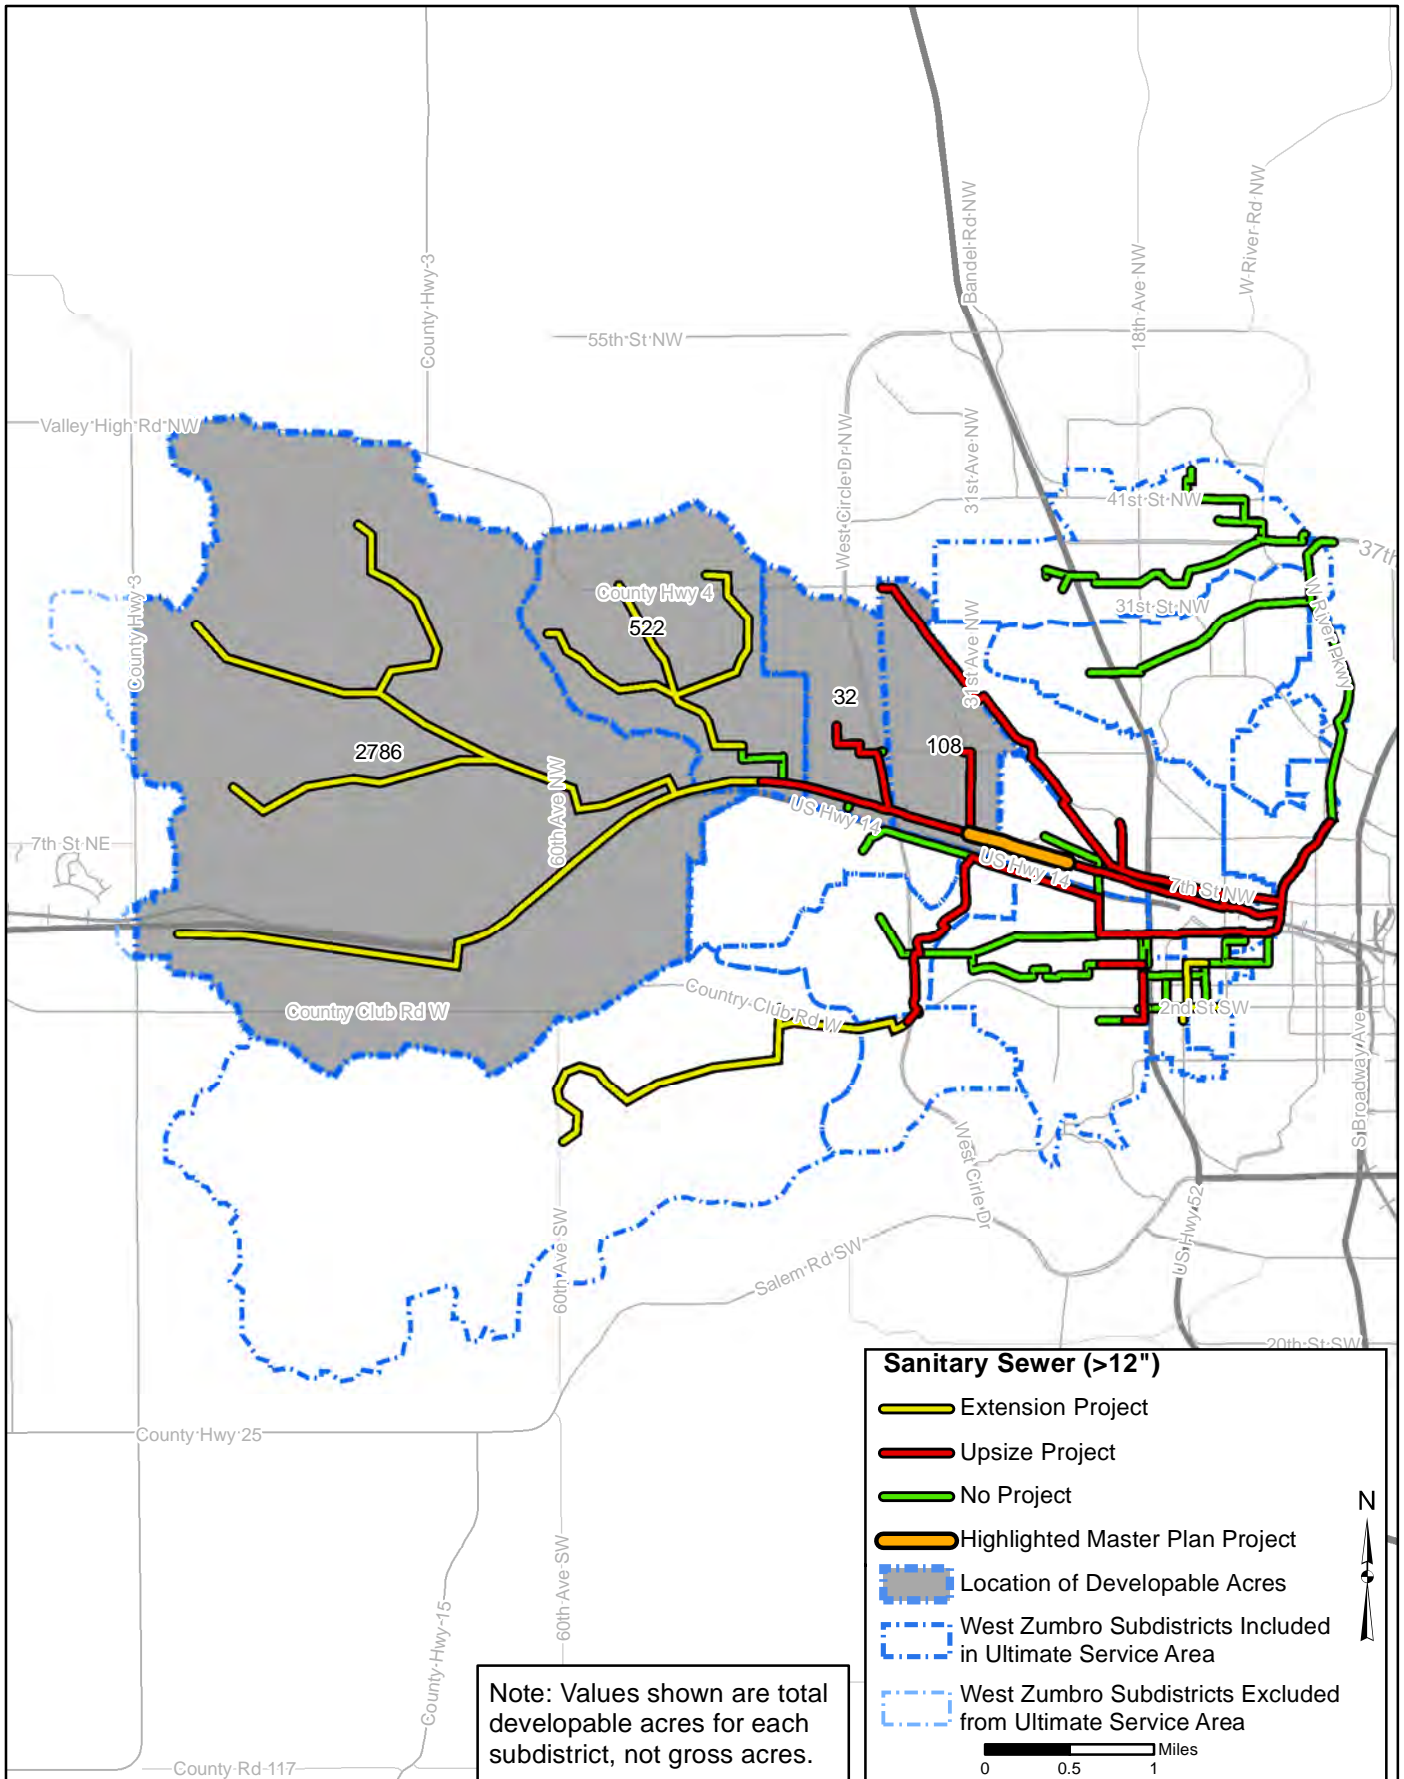 Bandel Rd NW
W River Rd NW
County Hwy 3
18th Ave NW
55th St NW
Valley High Rd NW
West Circle Dr NW
31st Ave NW
41st St NW
37th
County Hwy 3
County Hwy 4
31st St NW
522
W River Pkwy
31st Ave NW
32
108
2786
60th Ave NW
US Hwy 14
7th St NE
US Hwy 14
7th St NW
Country Club Rd W
Country Club Rd W
2nd St SW
S Broadway Ave
West Cirle Dr
US Hwy 52
60th Ave SW
Salem Rd SW
20th St SW
County Hwy 25
60th Ave SW
County Hwy 15
County Rd 117
Sanitary Sewer (>12")
Extension Project
Upsize Project
No Project
Highlighted Master Plan Project
Location of Developable Acres
West Zumbro Subdistricts Included
in Ultimate Service Area
West Zumbro Subdistricts Excluded
from Ultimate Service Area
N
Miles
0 0.5 1
Note: Values shown are total
developable acres for each
subdistrict, not gross acres.